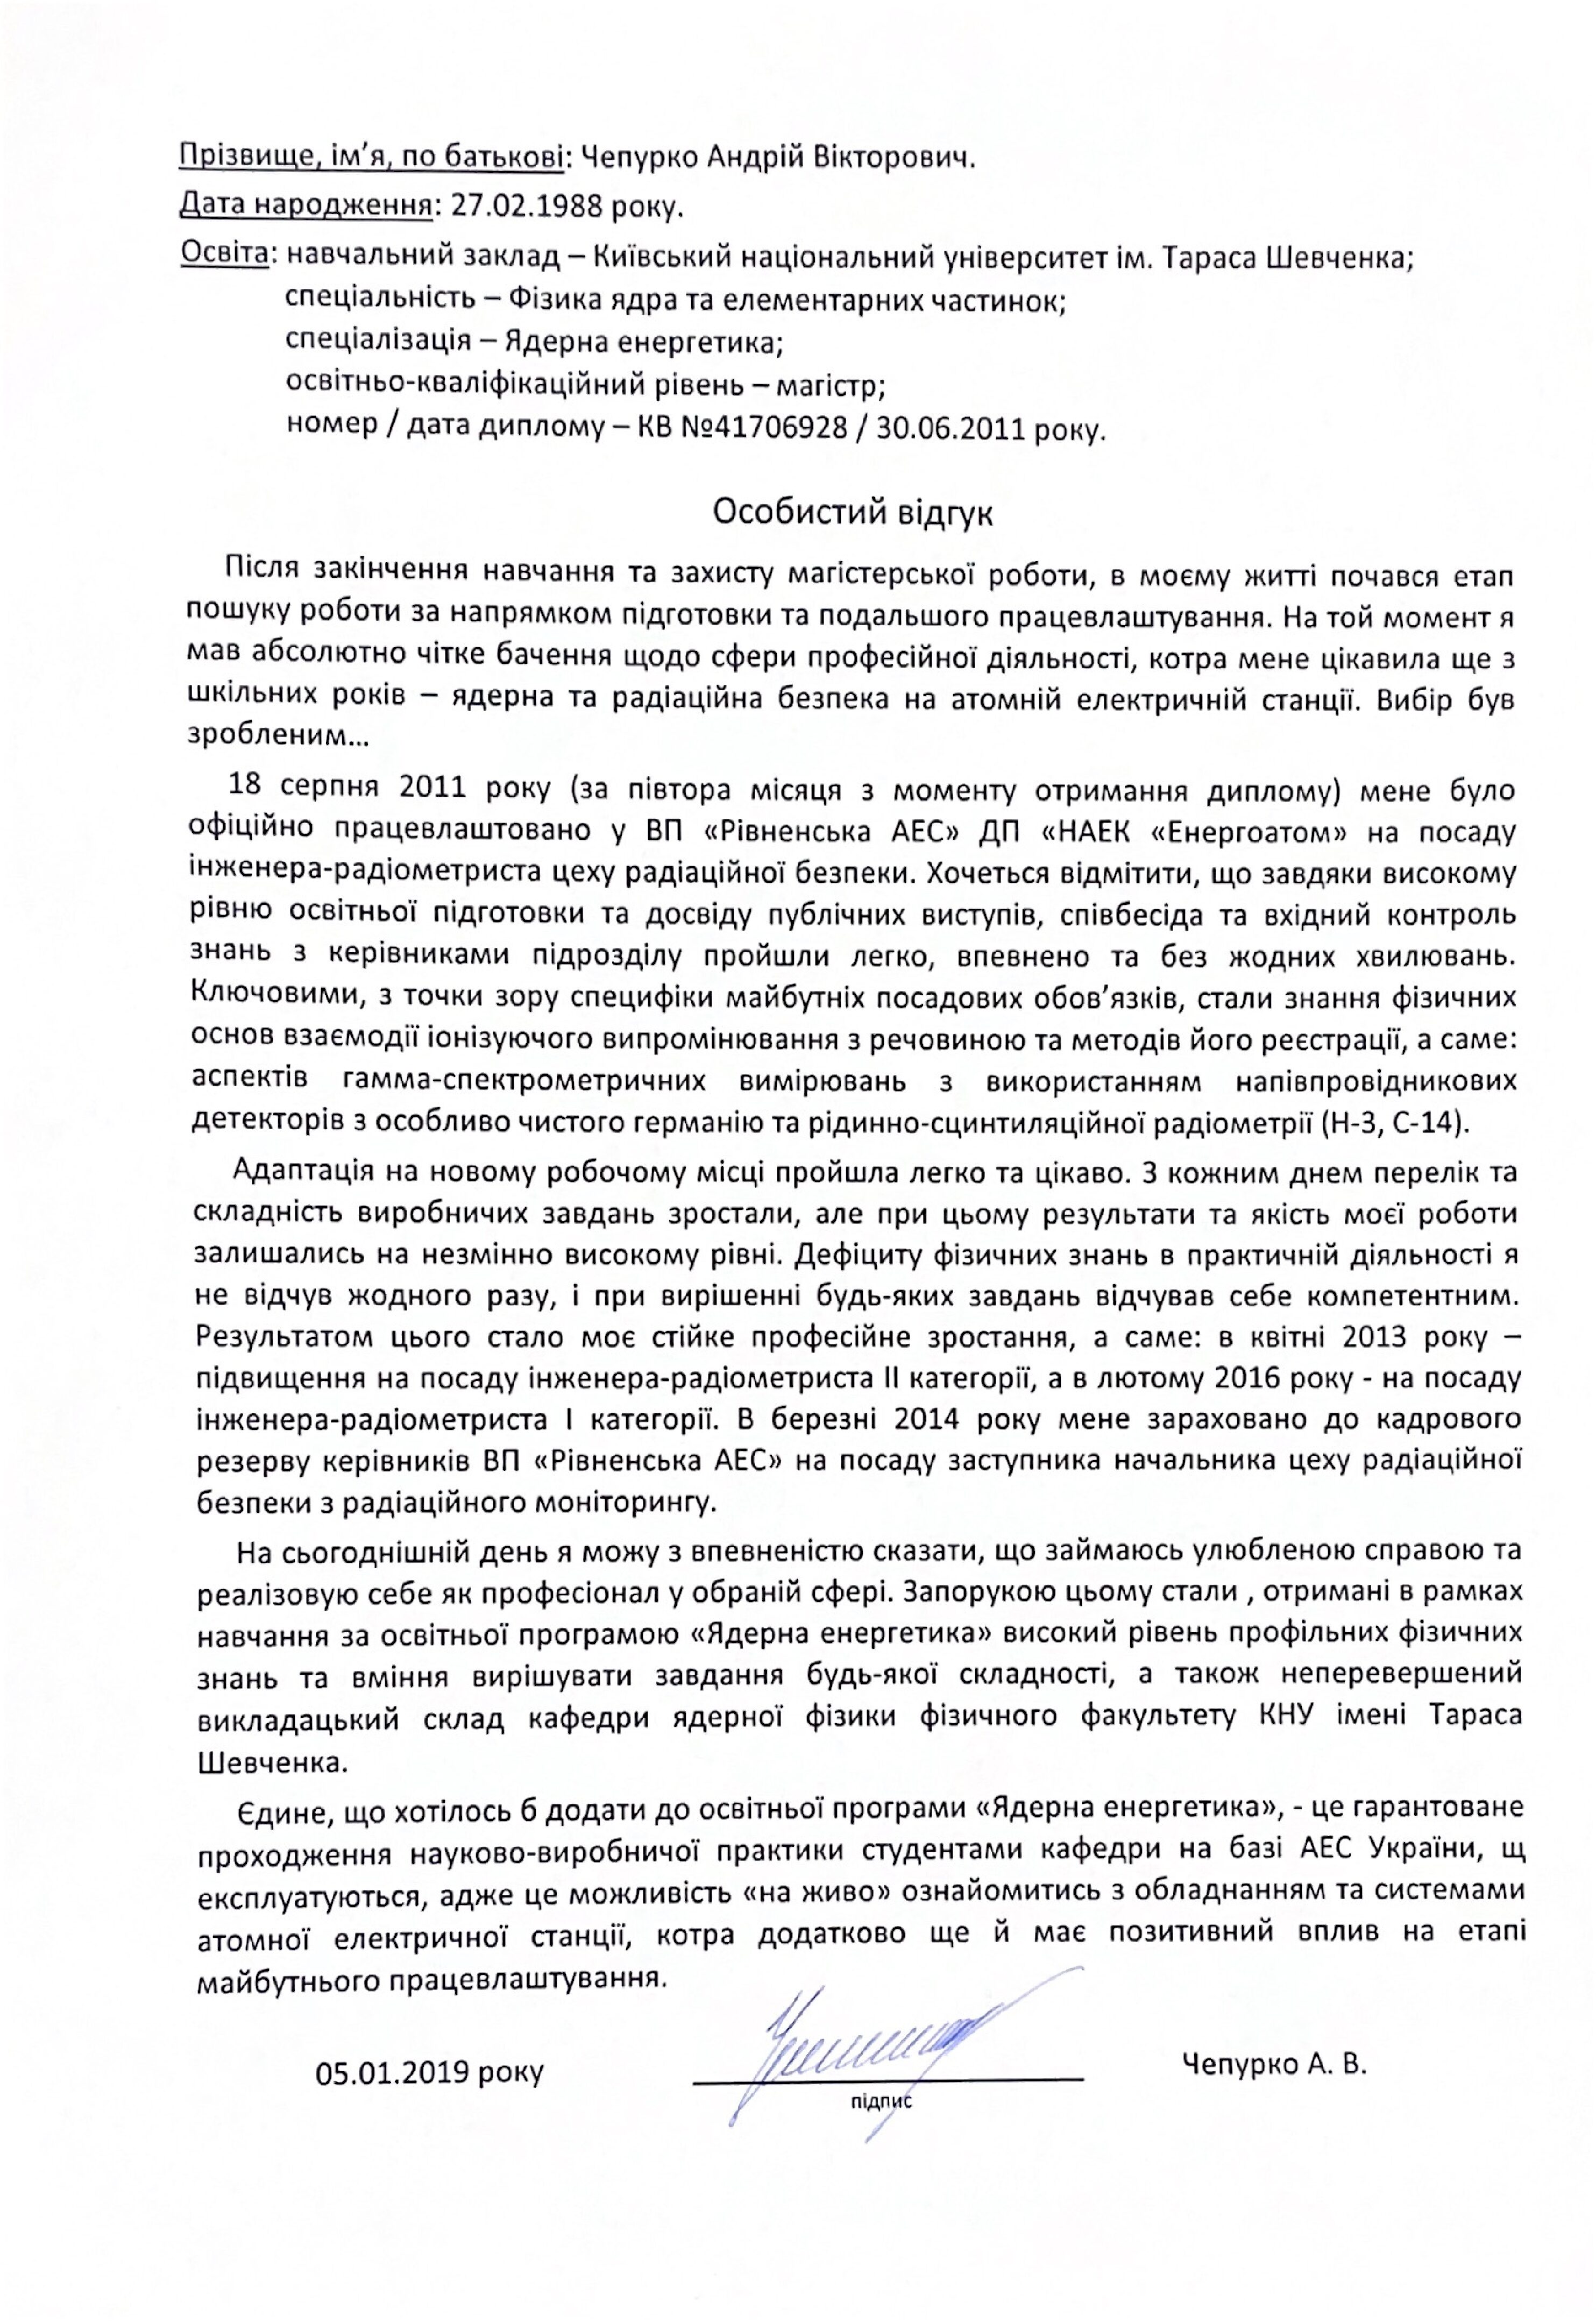 Прізвище, ім’я, по батькові: Чепурко Андрій Вікторович.
Дата народження: 27.02.1988 року.
Освіта: навчальний заклад – Київський національний університет ім. Тараса Шевченка;
спеціальність – Фізика ядра та елементарних частинок;
спеціалізація – Ядерна енергетика;
освітньо-кваліфікаційний рівень – магістр;
номер / дата диплому – КВ №41706928 / 30.06.2011 року.
Особистий відгук
Після закінчення навчання та захисту магістерської роботи, в моєму житті почався етап
пошуку роботи за напрямком підготовки та подальшого працевлаштування. На той момент я
мав абсолютно чітке бачення щодо сфери професійної діяльності, котра мене цікавила ще з
шкільних років – ядерна та радіаційна безпека на атомній електричній станції. Вибір був
зробленим...
18 серпня 2011 року (за півтора місяця з моменту отримання диплому) мене було
офіційно працевлаштовано у ВП «Рівненська АЕС» ДП «НАЕК «Енергоатом» на посаду
інженера-радіометриста цеху радіаційної безпеки. Хочеться відмітити, що завдяки високому
рівню освітньої підготовки та досвіду публічних виступів, співбесіда та вхідний контроль
знань з керівниками підрозділу пройшли легко, впевнено та без жодних хвилювань.
Ключовими, з точки зору специфіки майбутніх посадових обов’язків, стали знання фізичних
основ взаємодії іонізуючого випромінювання з речовиною та методів його реєстрації, а саме:
аспектів гамма-спектрометричних вимірювань з використанням напівпровідникових
детекторів з особливо чистого германію та рідинно-сцинтиляційної радіометрії (Н-3, С-14).
Адаптація на новому робочому місці пройшла легко та цікаво. З кожним днем перелік та
складність виробничих завдань зростали, але при цьому результати та якість моєї роботи
залишались на незмінно високому рівні. Дефіциту фізичних знань в практичній діяльності я
не відчув жодного разу, і при вирішенні будь-яких завдань відчував себе компетентним.
Результатом цього стало моє стійке професійне зростання, а саме: в квітні 2013 року –
підвищення на посаду інженера-радіометриста ІІ категорії, а в лютому 2016 року - на посаду
інженера-радіометриста І категорії. В березні 2014 року мене зараховано до кадрового
резерву керівників ВП «Рівненська АЕС» на посаду заступника начальника цеху радіаційної
безпеки з радіаційного моніторингу.
На сьогоднішній день я можу з впевненістю сказати, що займаюсь улюбленою справою та
реалізовую себе як професіонал у обраній сфері. Запорукою цьому стали , отримані в рамках
навчання за освітньої програмою «Ядерна енергетика» високий рівень профільних фізичних
знань та вміння вирішувати завдання будь-якої складності, а також неперевершений
викладацький склад кафедри ядерної фізики фізичного факультету КНУ імені Тараса
Шевченка.
Єдине, що хотілось б додати до освітньої програми «Ядерна енергетика», - це гарантоване
проходження науково-виробничої практики студентами кафедри на базі АЕС України, щ
експлуатуються, адже це можливість «на живо» ознайомитись з обладнанням та системами
атомної електричної станції, котра додатково ще й має позитивний вплив на етапі
майбутнього працевлаштування.
05.01.2019 року
Чепурко А. В.
підпис